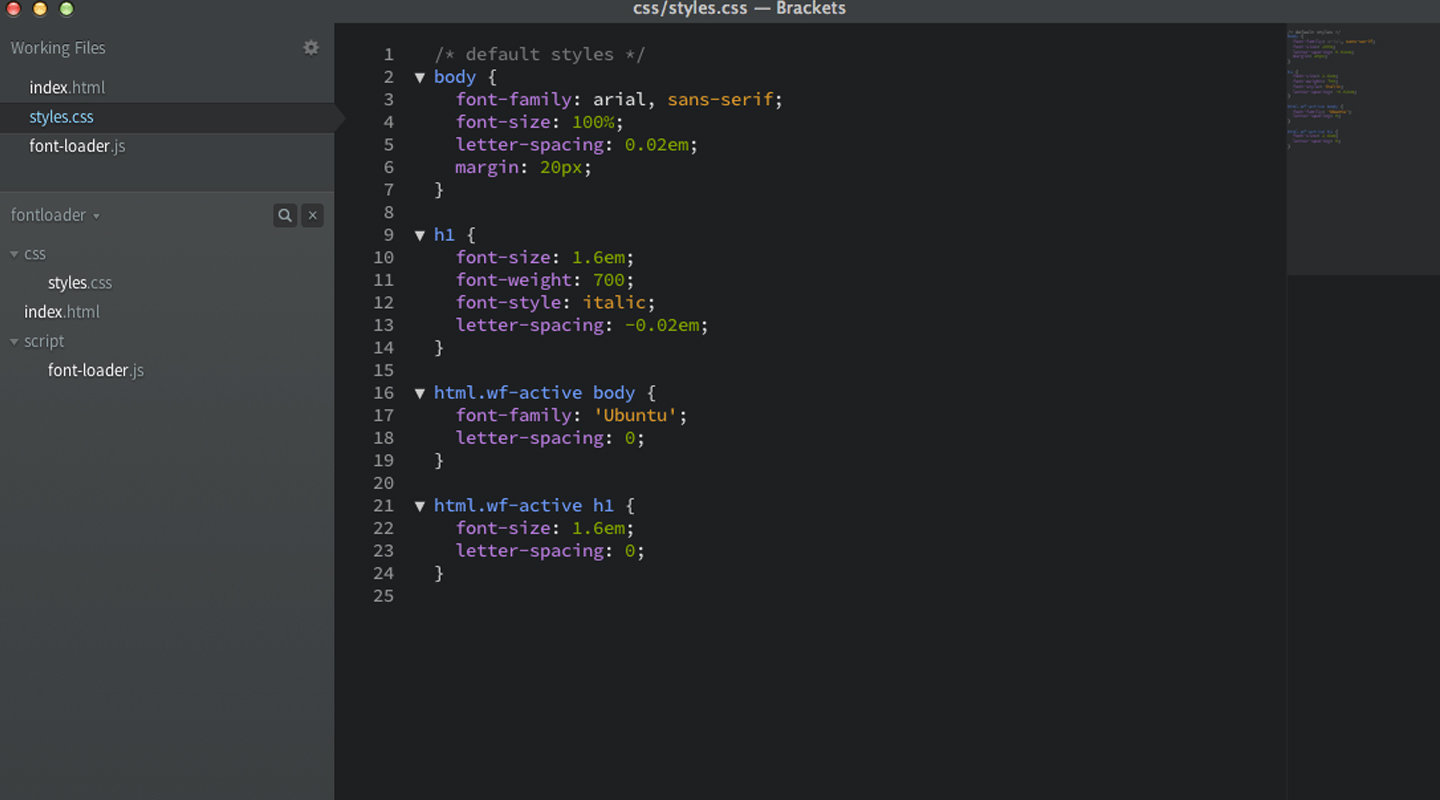 css/styles.css — Brackets
Working Files
index.html
styles.css
font-loader.js
fontloader
css
styles.css
index.html
script
font-loader.js
1 /* default styles */
2 body {
3 font-family: arial, sans-serif;
4 font-size: 100%;
5 letter-spacing: 0.02em;
6 margin: 20px;
7 }
8
9 h1 {
10 font-size: 1.6em;
11 font-weight: 700;
12 font-style: italic;
13 letter-spacing: -0.02em;
14 }
15
16 html.wf-active body {
17 font-family: 'Ubuntu';
18 letter-spacing: 0;
19 }
20
21 html.wf-active h1 {
22 font-size: 1.6em;
23 letter-spacing: 0;
24 }
25